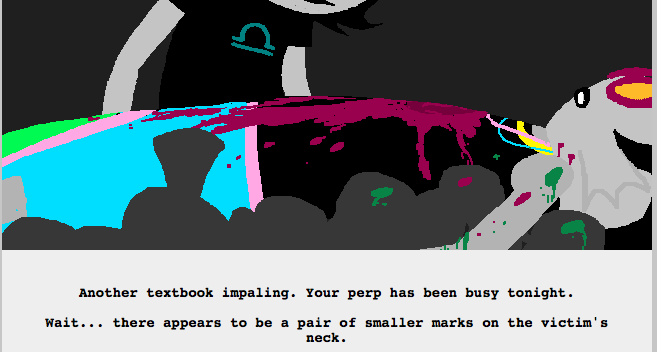 Another textbook impaling. Your perp has been busy tonight.
Wait... there appears to be a pair of smaller marks on the victim's
neck.